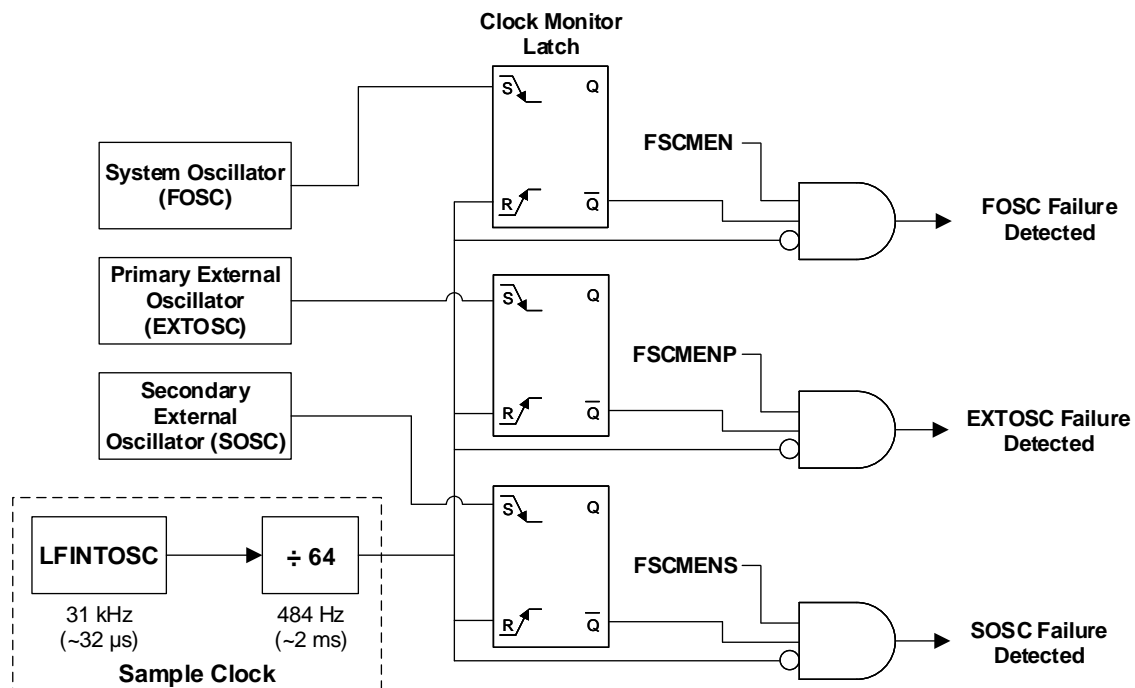 Clock Monitor
Latch
S
Q
R
Q
System Oscillator
(FOSC)
FSCMEN
FOSC Failure
Detected
Primary External
Oscillator
(EXTOSC)
S
Q
R
Q
FSCMENP
EXTOSC Failure
Detected
Secondary
External
Oscillator (SOSC)
S
Q
R
Q
FSCMENS
SOSC Failure
Detected
LFINTOSC
÷ 64
31 kHz
(~32 µs)
484 Hz
(~2 ms)
Sample Clock